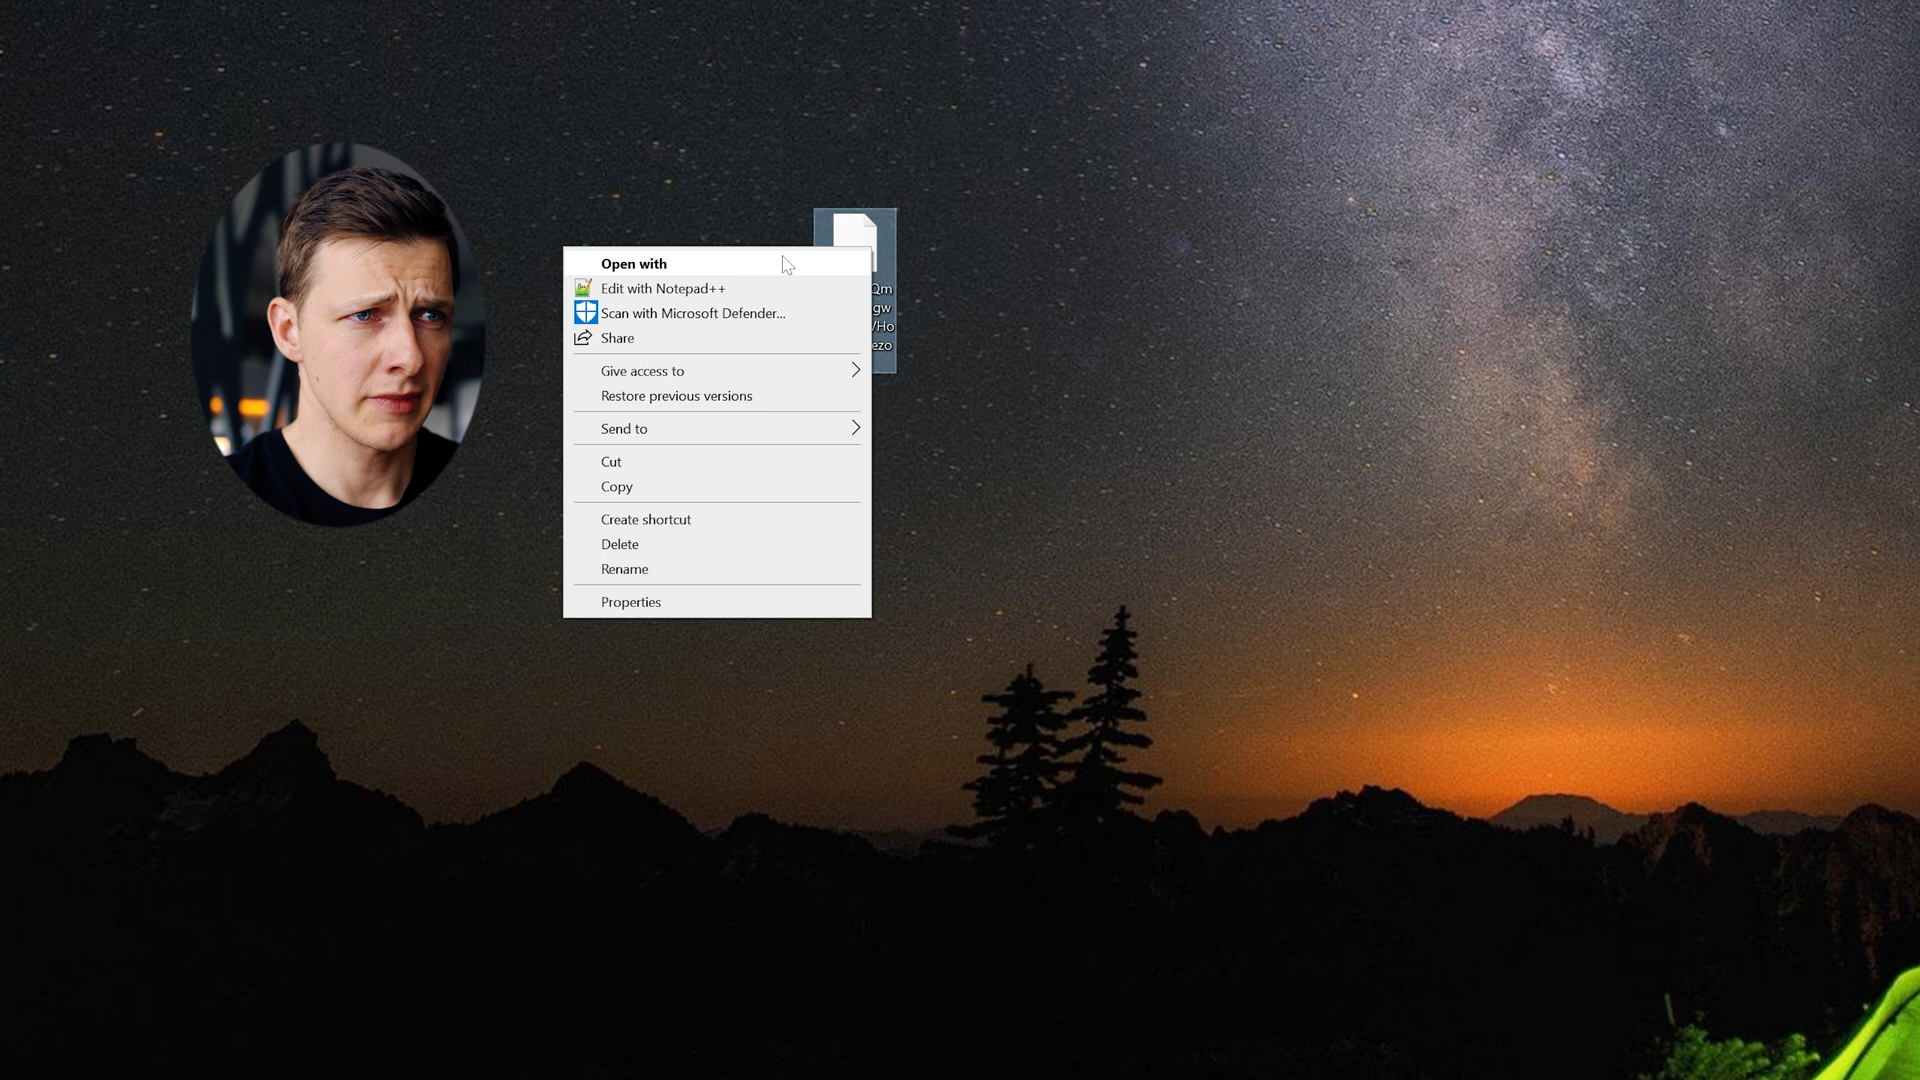 Open with
Edit with Notepad++
Scan with Microsoft Defender...
Share
Give access to
Restore previous versions
Send to
Cut
Copy
Create shortcut
Delete
Rename
Properties
Qm
gw
/Ho
ezo